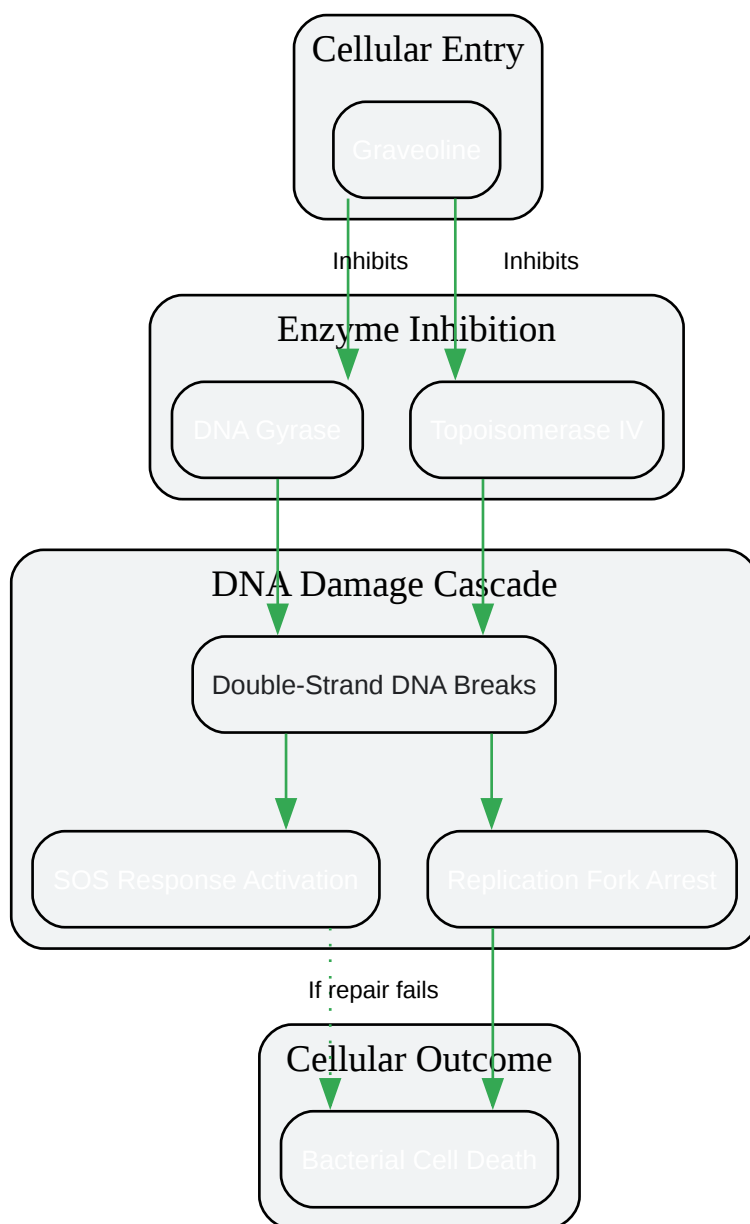 Cellular Entry
Graveoline
Inhibits
Inhibits
Enzyme Inhibition
DNA Gyrase
Topoisomerase IV
DNA Damage Cascade
Double-Strand DNA Breaks
SOS Response Activation
Replication Fork Arrest
If repair fails
Cellular Outcome
Bacterial Cell Death